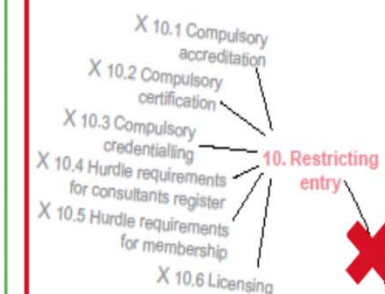 X 10.1 Compulsory
accreditation
X 10.2 Compulsory
certification
X 10.3 Compulsory
credentialling
X 10.4 Hurdle requirements
for consultants register
X 10.5 Hurdle requirements
for membership
X 10.6 Licensing
10. Restricting
entry